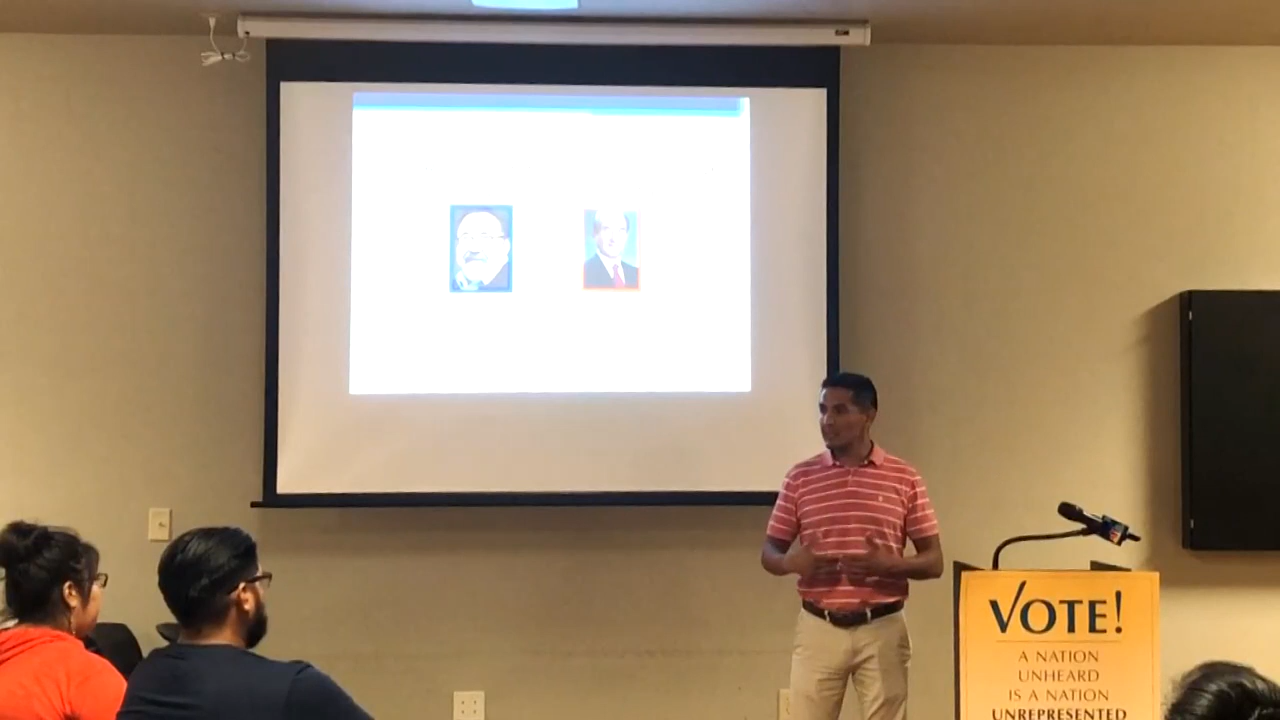 VOTE!
A NATION
UNHEARD
IS A NATION
UNREPRESENTED